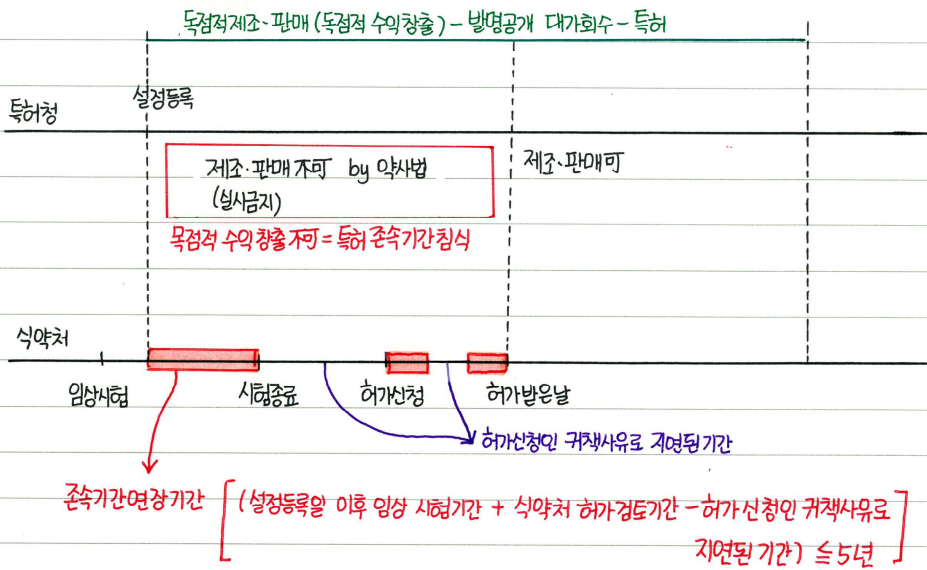 독점적제조·판매(독점적 수익창출) - 발명공개 대가회수 - 특허
설정등록
특허청
제조·판매 不可 by 약사법
(실시금지)
제조·판매 可
독점적 수익창출 不可 = 특허 존속기간 침식
식약처
임상시험
시험종료
허가신청
허가받은날
허가신청인 귀책사유로 지연된 기간
존속기간연장기간
(설정등록일 이후 임상 시험기간 + 식약처 허가검토기간 - 허가신청인 귀책사유로
지연된 기간) ≦ 5년